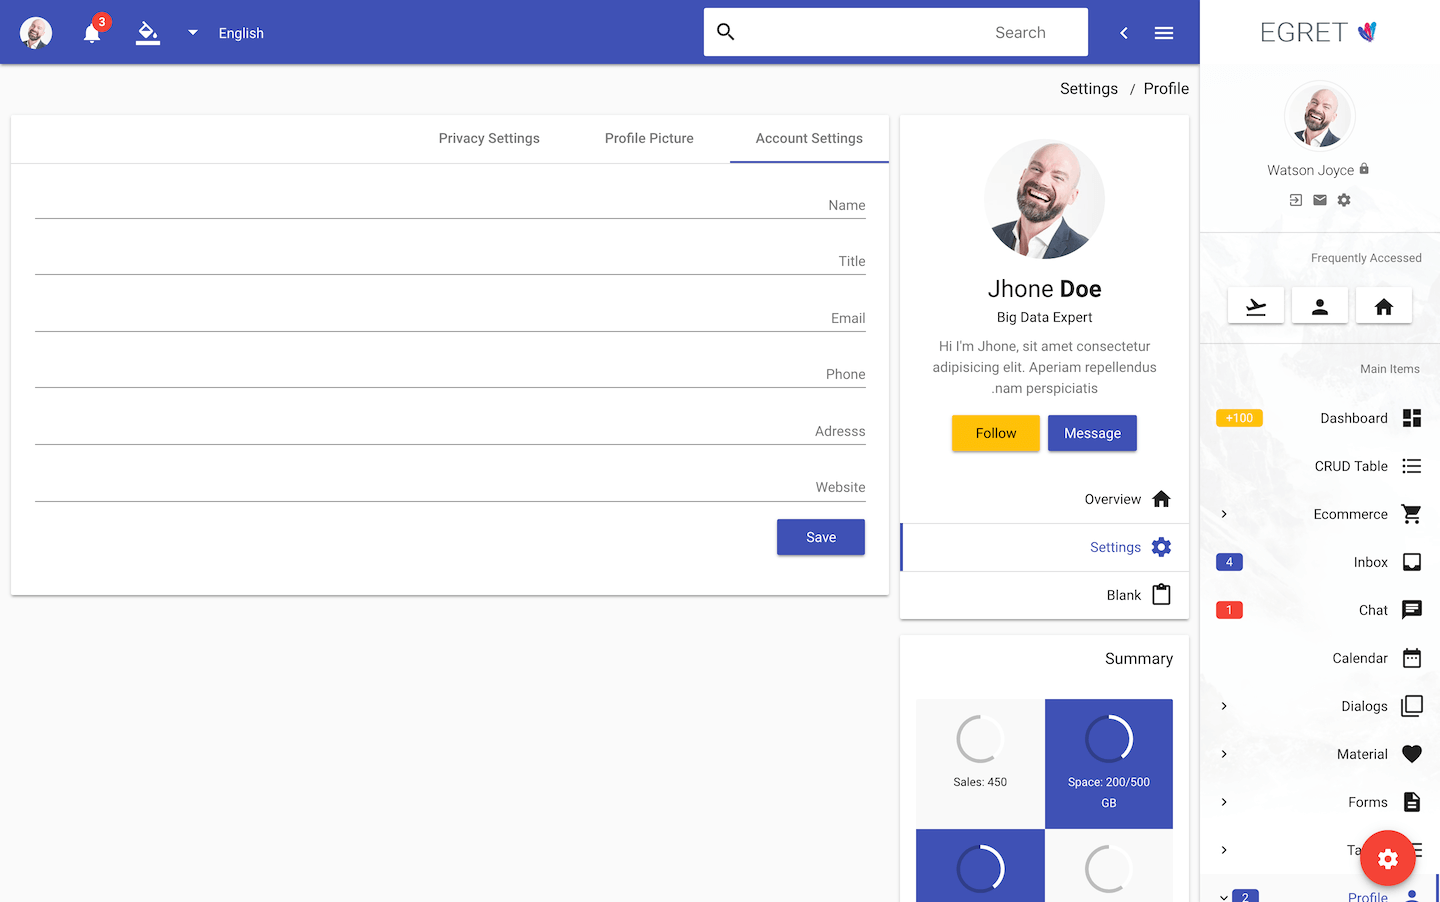 3
English
Search
EGRET
Settings / Profile
Privacy Settings
Profile Picture
Account Settings
Name
Title
Email
Phone
Adresss
Website
Save
Jhone Doe
Big Data Expert
Hi I'm Jhone, sit amet consectetur
adipisicing elit. Aperiam repellendus
.nam perspiciatis
Follow
Message
Overview
Settings
Blank
Summary
Sales: 450
Space: 200/500
GB
Watson Joyce
Frequently Accessed
Main Items
+100
Dashboard
CRUD Table
Ecommerce
4
Inbox
1
Chat
Calendar
Dialogs
Material
Forms
2
Profile